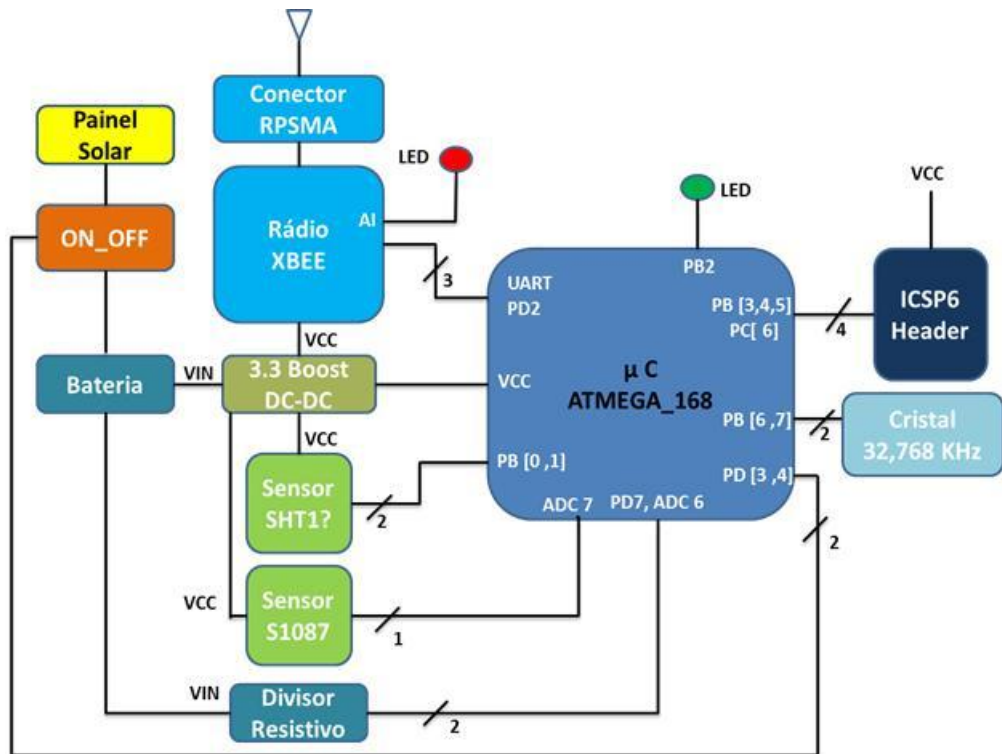 Conector
RPSMA
Painel
Solar
LED
LED
VCC
AI
Rádio
XBEE
ON_OFF
3
PB2
UART
PD2
PB [3,4,5]
PC[ 6]
4
ICSP6
Header
VCC
Bateria
VIN
3.3 Boost
DC-DC
VCC
µ C
ATMEGA_168
PB [6 ,7]
2
Cristal
32,768 KHz
VCC
PB [0 ,1]
PD [3 ,4]
Sensor
SHT1?
2
ADC 7
PD7, ADC 6
2
VCC
Sensor
S1087
1
VIN
Divisor
Resistivo
2